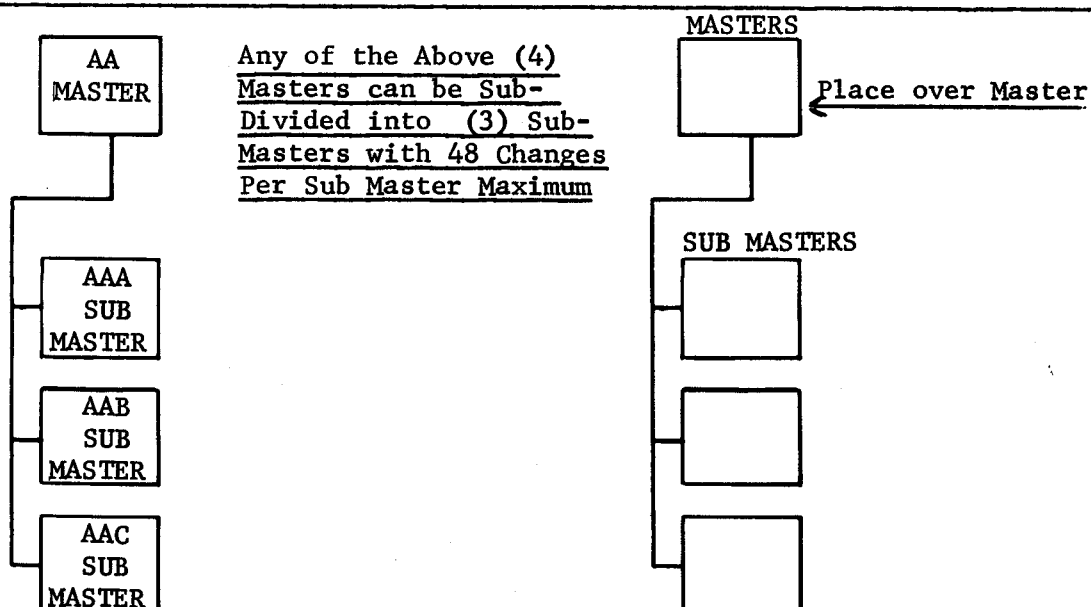 AA
MASTER
Any of the Above (4)
Masters can be Sub-
Divided into (3) Sub-
Masters with 48 Changes
Per Sub Master Maximum
MASTERS
Place over Master
AAA
SUB
MASTER
AAB
SUB
MASTER
AAC
SUB
MASTER
SUB MASTERS